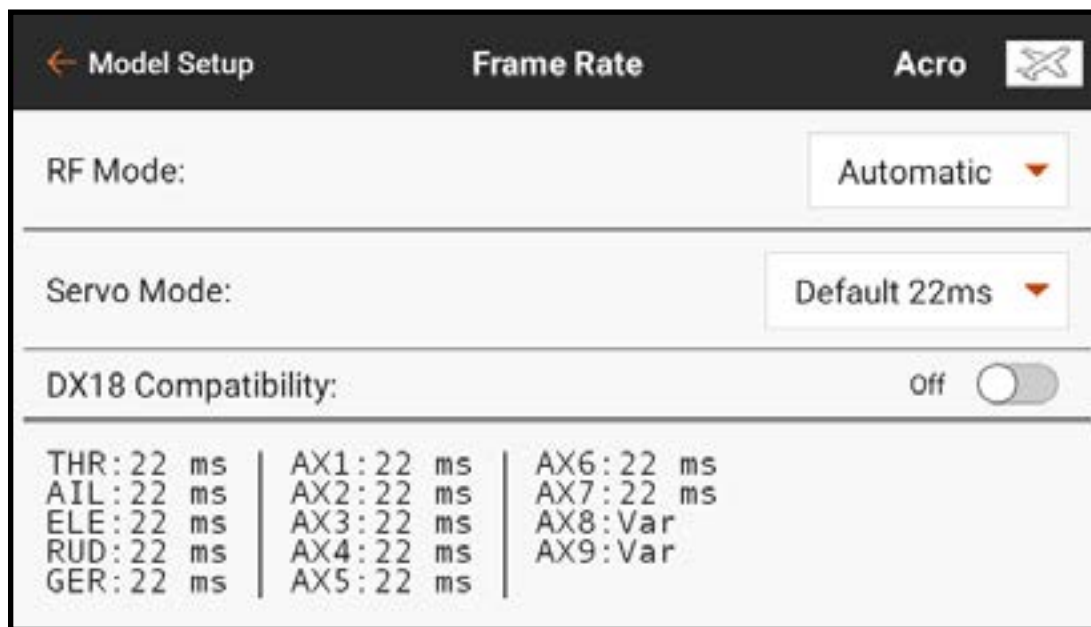 ← Model Setup Frame Rate Acro
RF Mode: Automatic
Servo Mode: Default 22ms
DX18 Compatibility: Off
THR:22 ms | AX1:22 ms | AX6:22 ms
AIL:22 ms | AX2:22 ms | AX7:22 ms
ELE:22 ms | AX3:22 ms | AX8:Var
RUD:22 ms | AX4:22 ms | AX9:Var
GER:22 ms | AX5:22 ms |